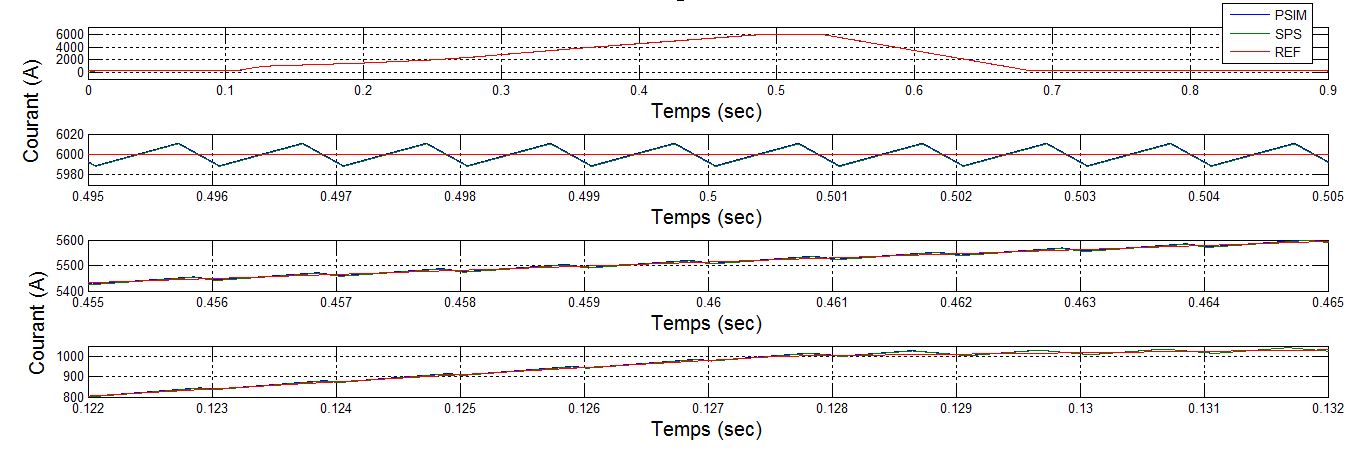 PSIM
SPS
REF
6000
4000
2000
0
0 0.1 0.2 0.3 0.4 0.5 0.6 0.7 0.8 0.9
Temps (sec)
Courant (A)
6020
6000
5980
0.495 0.496 0.497 0.498 0.499 0.5 0.501 0.502 0.503 0.504 0.505
Temps (sec)
5600
5500
5400
0.455 0.456 0.457 0.458 0.459 0.46 0.461 0.462 0.463 0.464 0.465
Temps (sec)
Courant (A)
1000
900
800
0.122 0.123 0.124 0.125 0.126 0.127 0.128 0.129 0.13 0.131 0.132
Temps (sec)